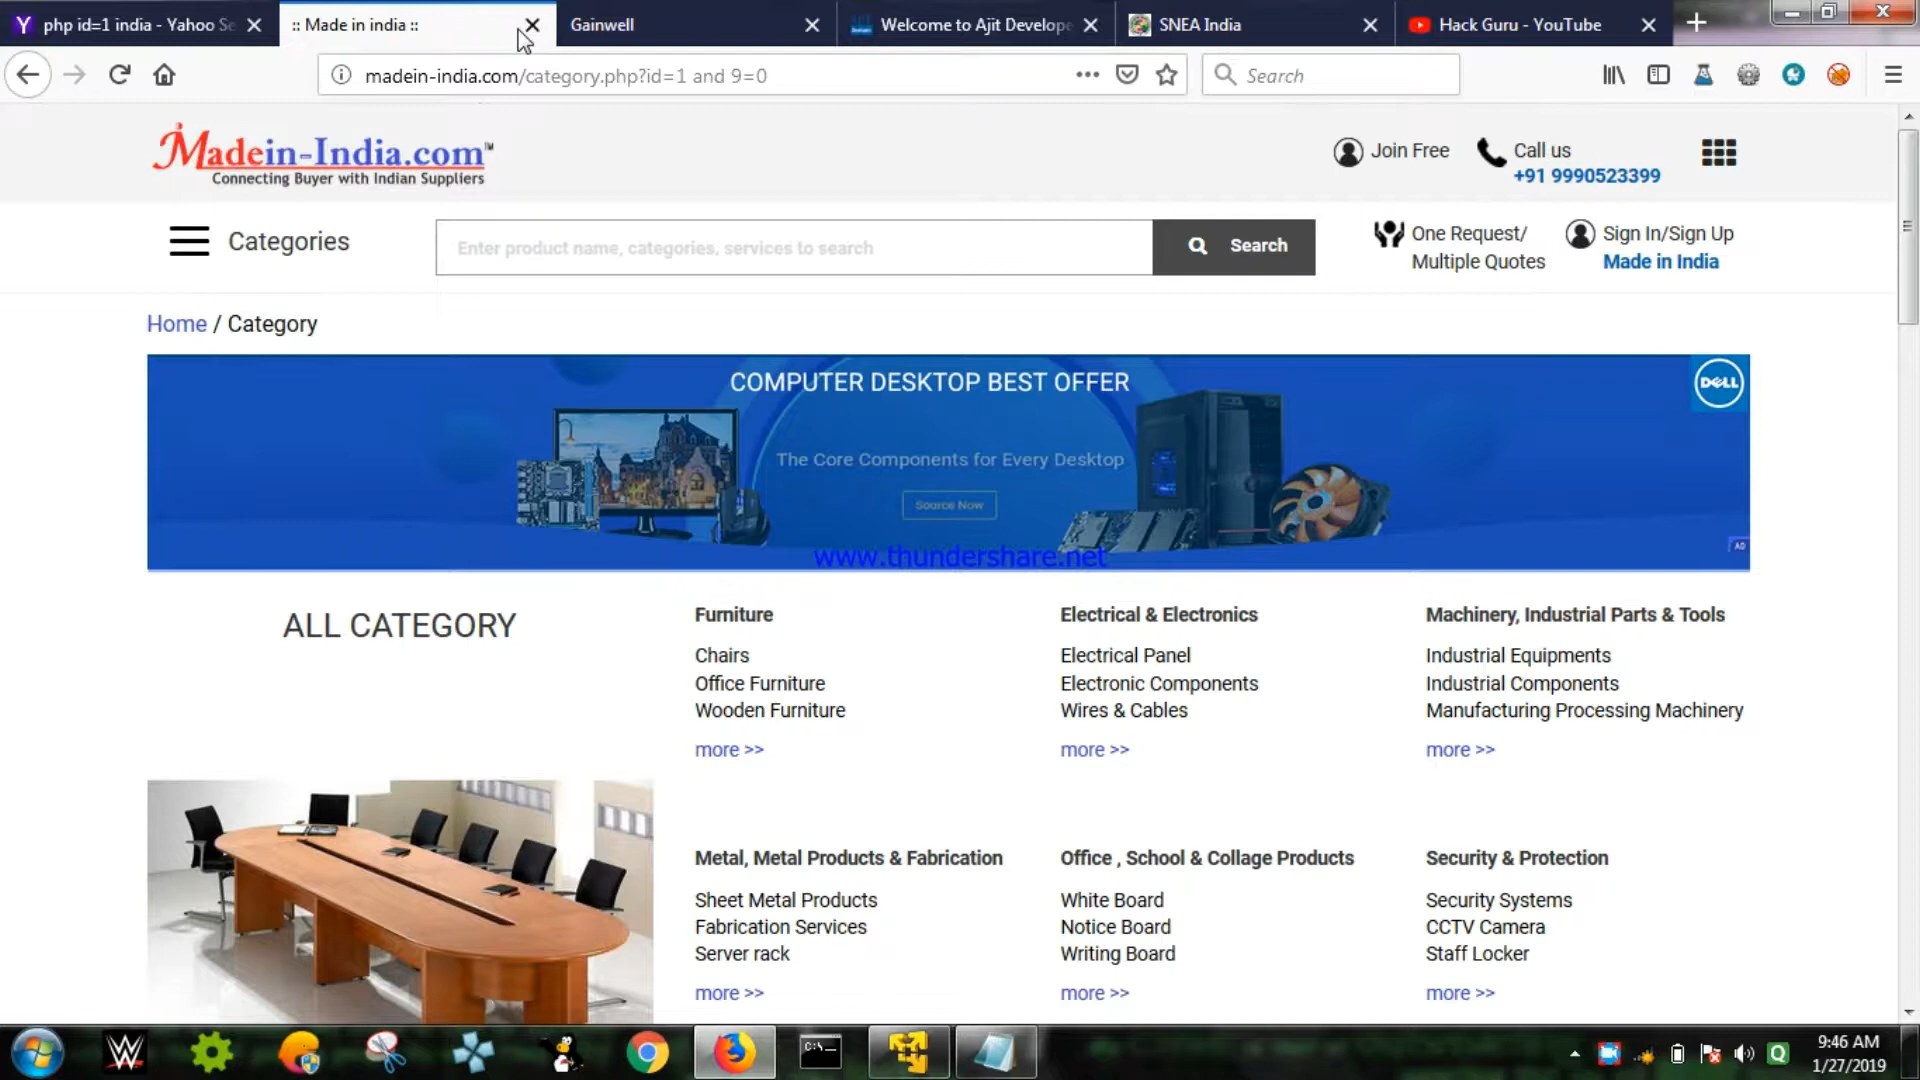 php id=1 india - Yahoo Se
:: Made in india ::
Gainwell
Welcome to Ajit Develope
SNEA India
Hack Guru - YouTube
madein-india.com/category.php?id=1 and 9=0
Search
Madein-India.com™
Connecting Buyer with Indian Suppliers
Join Free
Call us
+91 9990523399
Categories
Enter product name, categories, services to search
Search
One Request/
Multiple Quotes
Sign In/Sign Up
Made in India
Home / Category
COMPUTER DESKTOP BEST OFFER
DELL
The Core Components for Every Desktop
Source Now
www.thundershare.net
AD
ALL CATEGORY
Furniture
Chairs
Office Furniture
Wooden Furniture
more >>
Electrical & Electronics
Electrical Panel
Electronic Components
Wires & Cables
more >>
Machinery, Industrial Parts & Tools
Industrial Equipments
Industrial Components
Manufacturing Processing Machinery
more >>
Metal, Metal Products & Fabrication
Sheet Metal Products
Fabrication Services
Server rack
more >>
Office , School & Collage Products
White Board
Notice Board
Writing Board
more >>
Security & Protection
Security Systems
CCTV Camera
Staff Locker
more >>
9:46 AM
1/27/2019